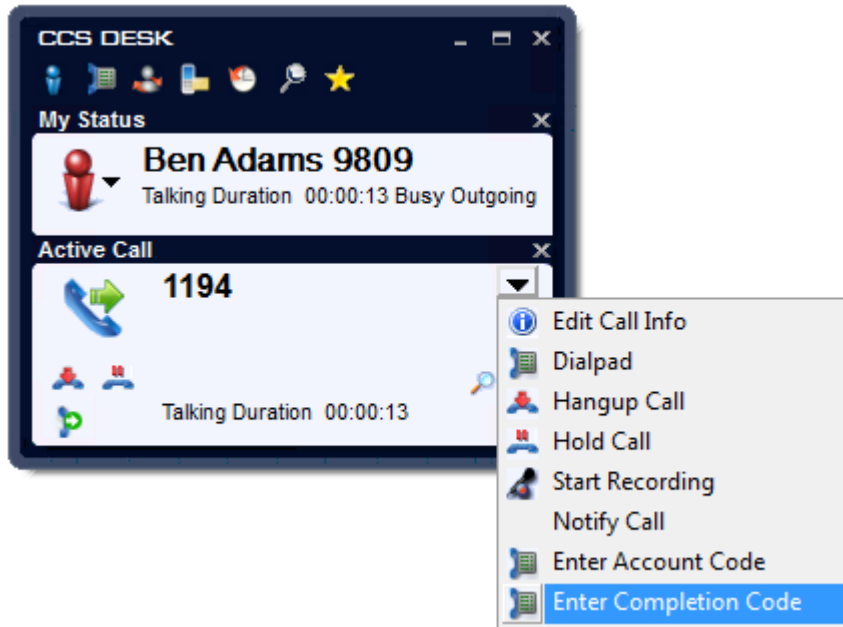 CCS DESK
My Status
Ben Adams 9809
Talking Duration 00:00:13 Busy Outgoing
Active Call
1194
Talking Duration 00:00:13
Edit Call Info
Dialpad
Hangup Call
Hold Call
Start Recording
Notify Call
Enter Account Code
Enter Completion Code